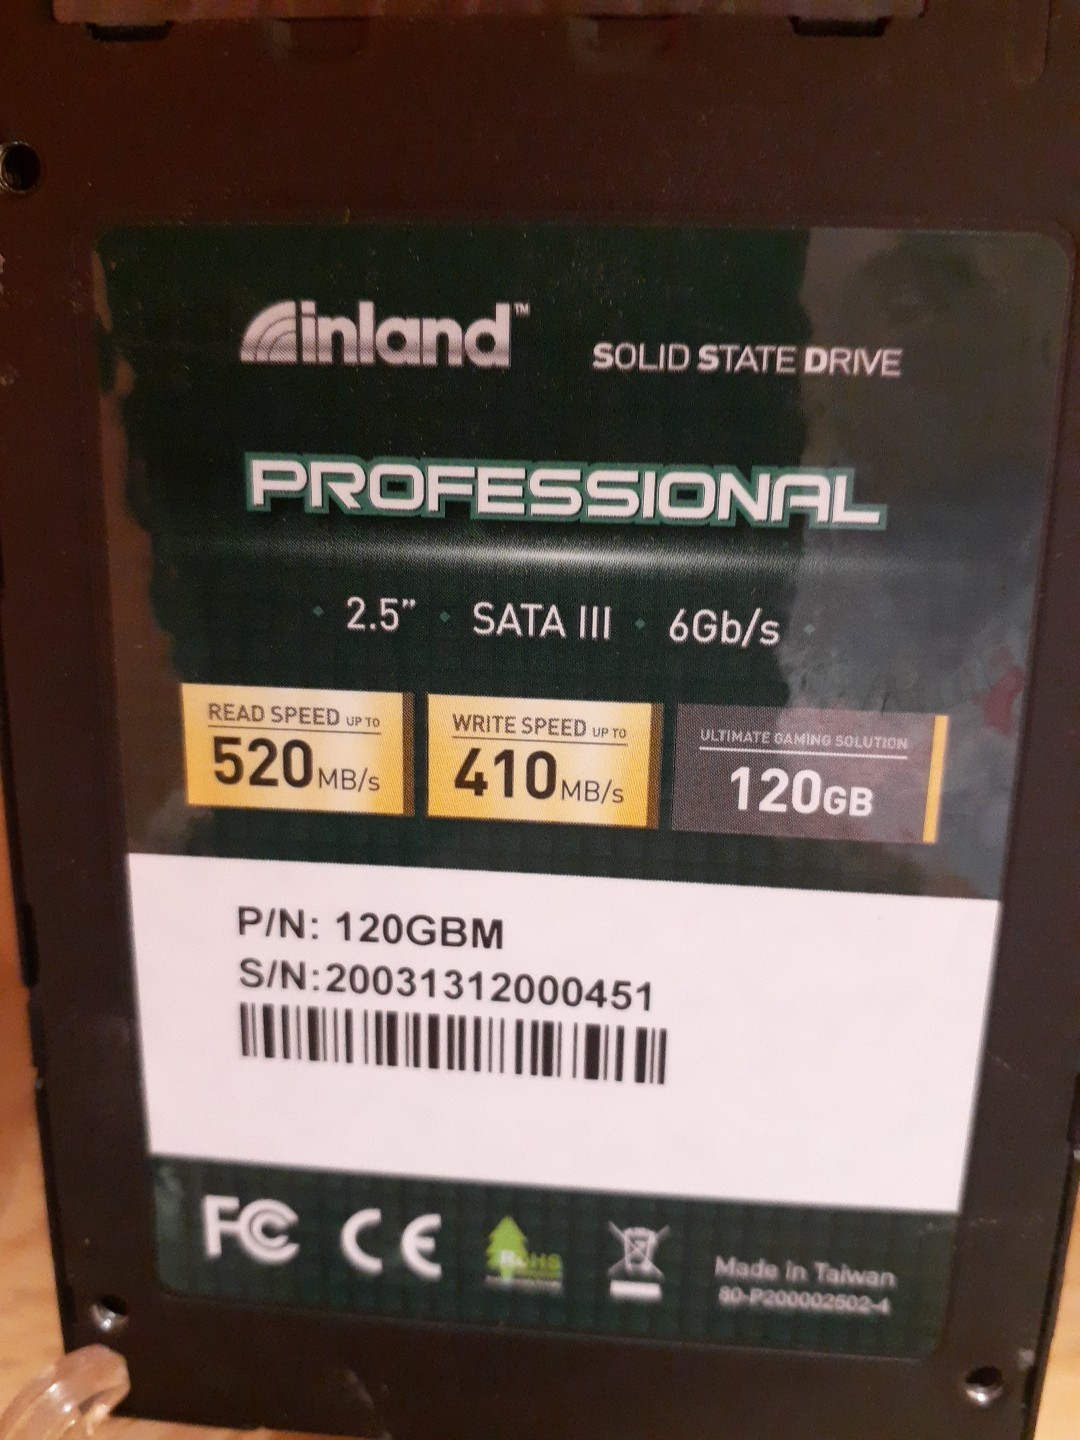 inland™
SOLID STATE DRIVE
PROFESSIONAL
2.5" SATA III 6Gb/s
READ SPEED UP TO
520MB/s
WRITE SPEED UP TO
410MB/s
ULTIMATE GAMING SOLUTION
120GB
P/N: 120GBM
S/N:20031312000451
FC CE
RoHS
Made in Taiwan
80-P200002502-4